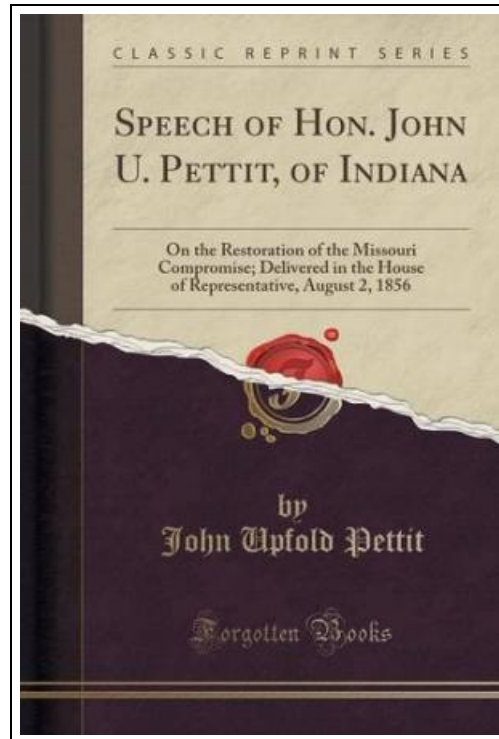 CLASSIC REPRINT SERIES
SPEECH OF HON. JOHN
U. PETTIT, OF INDIANA
On the Restoration of the Missouri
Compromise; Delivered in the House
of Representative, August 2, 1856
F
by
John Upfold Pettit
Forgotten Books